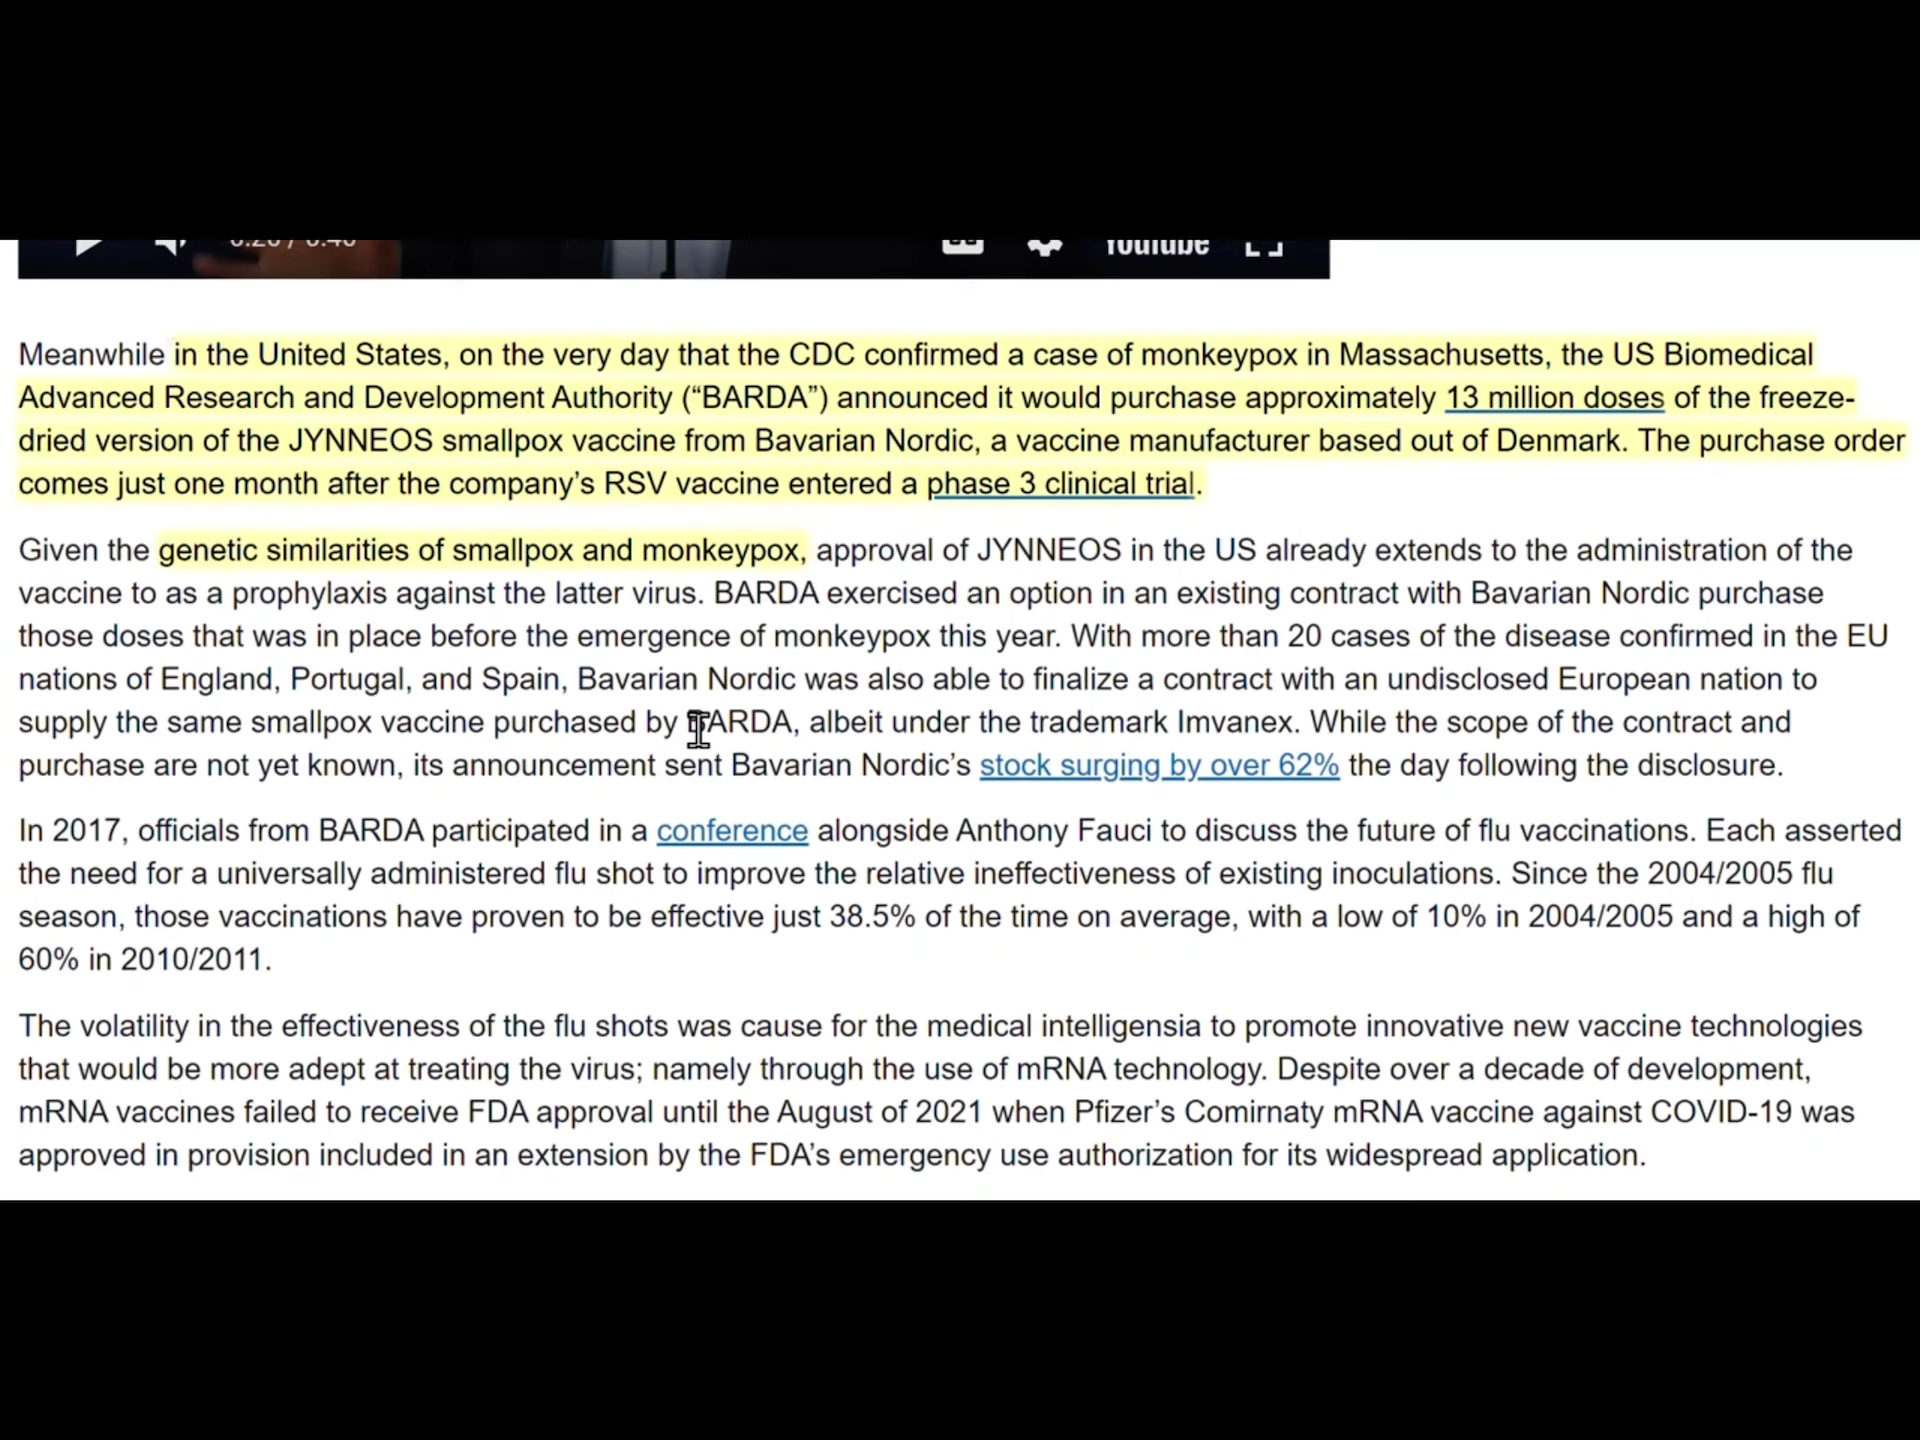 YouTube
Meanwhile in the United States, on the very day that the CDC confirmed a case of monkeypox in Massachusetts, the US Biomedical
Advanced Research and Development Authority (“BARDA”) announced it would purchase approximately 13 million doses of the freeze-
dried version of the JYNNEOS smallpox vaccine from Bavarian Nordic, a vaccine manufacturer based out of Denmark. The purchase order
comes just one month after the company’s RSV vaccine entered a phase 3 clinical trial.
Given the genetic similarities of smallpox and monkeypox, approval of JYNNEOS in the US already extends to the administration of the
vaccine to as a prophylaxis against the latter virus. BARDA exercised an option in an existing contract with Bavarian Nordic purchase
those doses that was in place before the emergence of monkeypox this year. With more than 20 cases of the disease confirmed in the EU
nations of England, Portugal, and Spain, Bavarian Nordic was also able to finalize a contract with an undisclosed European nation to
supply the same smallpox vaccine purchased by BARDA, albeit under the trademark Imvanex. While the scope of the contract and
purchase are not yet known, its announcement sent Bavarian Nordic’s stock surging by over 62% the day following the disclosure.
In 2017, officials from BARDA participated in a conference alongside Anthony Fauci to discuss the future of flu vaccinations. Each asserted
the need for a universally administered flu shot to improve the relative ineffectiveness of existing inoculations. Since the 2004/2005 flu
season, those vaccinations have proven to be effective just 38.5% of the time on average, with a low of 10% in 2004/2005 and a high of
60% in 2010/2011.
The volatility in the effectiveness of the flu shots was cause for the medical intelligensia to promote innovative new vaccine technologies
that would be more adept at treating the virus; namely through the use of mRNA technology. Despite over a decade of development,
mRNA vaccines failed to receive FDA approval until the August of 2021 when Pfizer’s Comirnaty mRNA vaccine against COVID-19 was
approved in provision included in an extension by the FDA’s emergency use authorization for its widespread application.